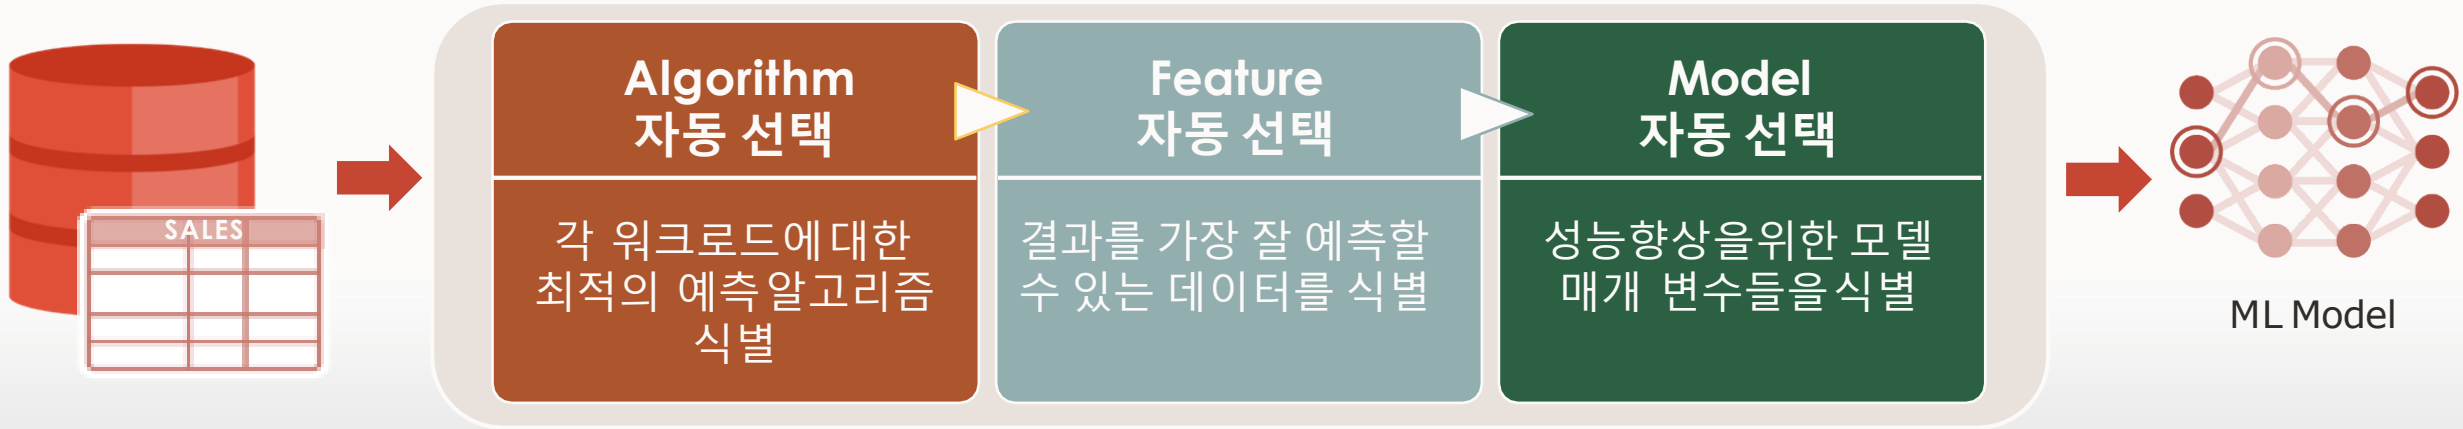 SALES
Algorithm
자동 선택
각 워크로드에 대한
최적의 예측 알고리즘
식별
Feature
자동 선택
결과를 가장 잘 예측할
수 있는 데이터를 식별
Model
자동 선택
성능향상을위한 모델
매개 변수들을 식별
ML Model